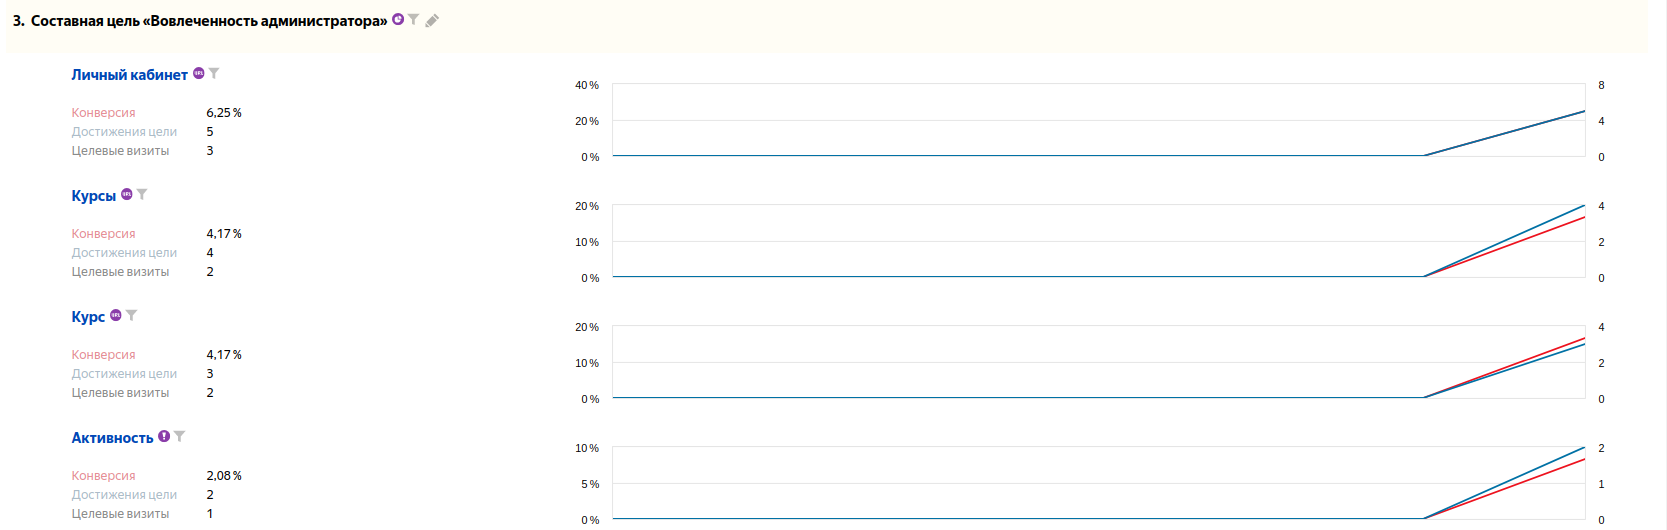 3. Составная цель «Вовлеченность администратора»
Личный кабинет
Конверсия 6,25 %
Достижения цели 5
Целевые визиты 3
40 % 8
20 % 4
0 % 0
Курсы
Конверсия 4,17 %
Достижения цели 4
Целевые визиты 2
20 % 4
10 % 2
0 % 0
Курс
Конверсия 4,17 %
Достижения цели 3
Целевые визиты 2
20 % 4
10 % 2
0 % 0
Активность
Конверсия 2,08 %
Достижения цели 2
Целевые визиты 1
10 % 2
5 % 1
0 % 0